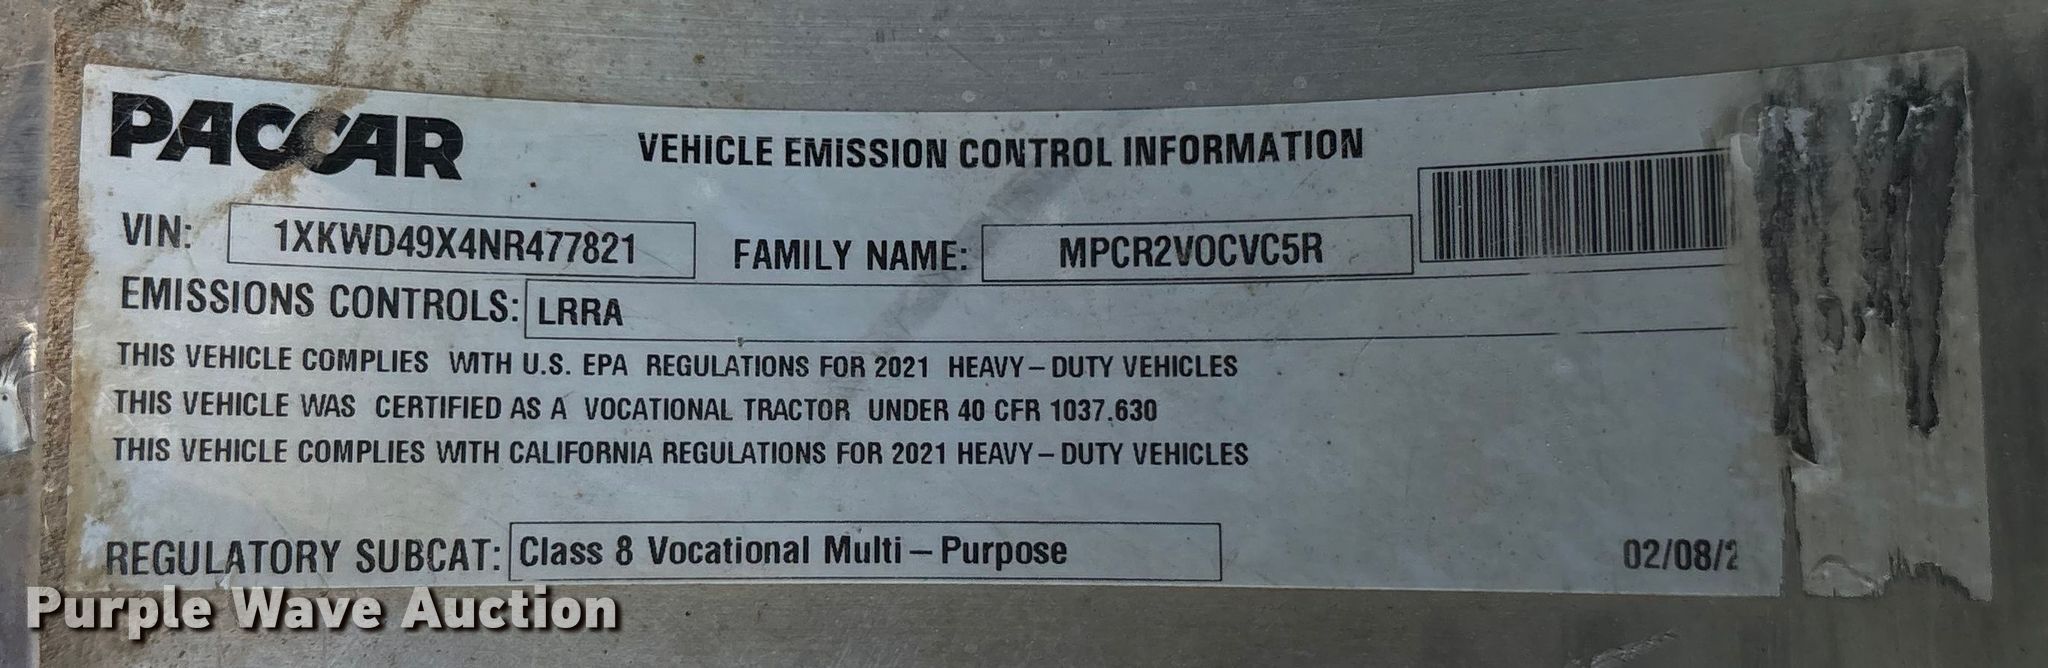 PACCAR
VEHICLE EMISSION CONTROL INFORMATION
VIN: 1XKWD49X4NR477821 FAMILY NAME: MPCR2VOCVC5R
EMISSIONS CONTROLS: LRRA
THIS VEHICLE COMPLIES WITH U.S. EPA REGULATIONS FOR 2021 HEAVY-DUTY VEHICLES
THIS VEHICLE WAS CERTIFIED AS A VOCATIONAL TRACTOR UNDER 40 CFR 1037.630
THIS VEHICLE COMPLIES WITH CALIFORNIA REGULATIONS FOR 2021 HEAVY-DUTY VEHICLES
REGULATORY SUBCAT: Class 8 Vocational Multi-Purpose 02/08/2
Purple Wave Auction